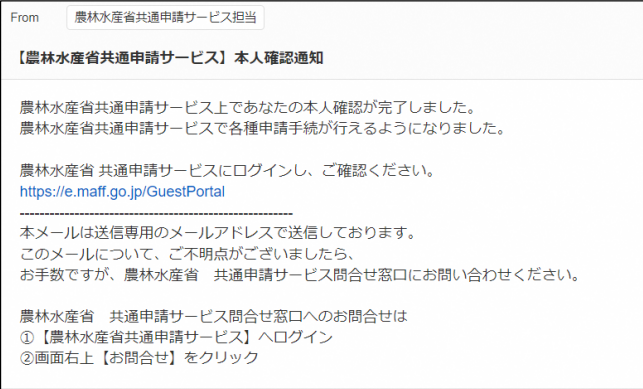 From 農林水産省共通申請サービス担当
【農林水産省共通申請サービス】本人確認通知
農林水産省共通申請サービス上であなたの本人確認が完了しました。
農林水産省共通申請サービスで各種申請手続が行えるようになりました。
農林水産省 共通申請サービスにログインし、ご確認ください。
https://e.maff.go.jp/GuestPortal
-------------------------------------------------------
本メールは送信専用のメールアドレスで送信しております。
このメールについて、ご不明点がございましたら、
お手数ですが、農林水産省　共通申請サービス問合せ窓口にお問い合わせください。
農林水産省　共通申請サービス問合せ窓口へのお問合せは
①【農林水産省共通申請サービス】へログイン
②画面右上【お問合せ】をクリック